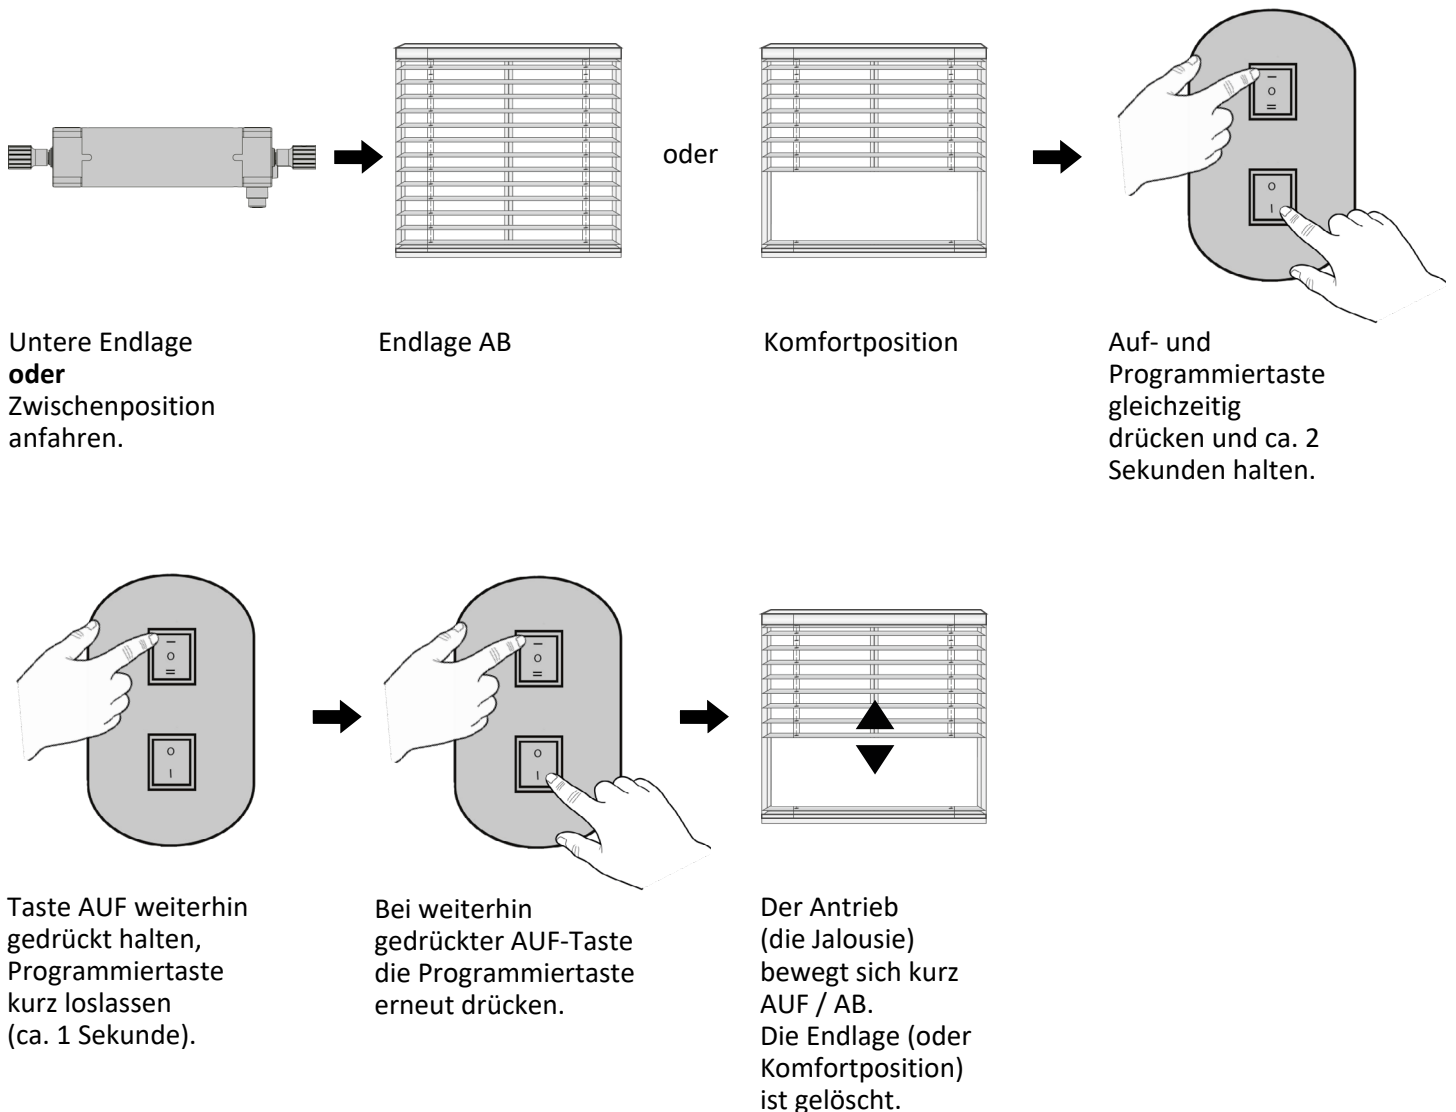 oder
Untere Endlage
oder
Zwischenposition
anfahren.
Endlage AB
Komfortposition
Auf- und
Programmiertaste
gleichzeitig
drücken und ca. 2
Sekunden halten.
Taste AUF weiterhin
gedrückt halten,
Programmiertaste
kurz loslassen
(ca. 1 Sekunde).
Bei weiterhin
gedrückter AUF-Taste
die Programmiertaste
erneut drücken.
Der Antrieb
(die Jalousie)
bewegt sich kurz
AUF / AB.
Die Endlage (oder
Komfortposition)
ist gelöscht.